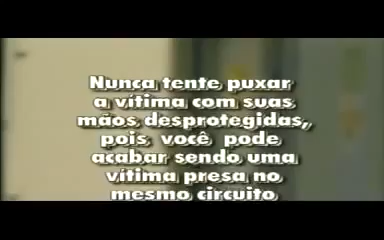 Nunca tente puxar
a vítima com suas
mãos desprotegidas,
pois você pode
acabar sendo uma
vítima presa no
mesmo circuito